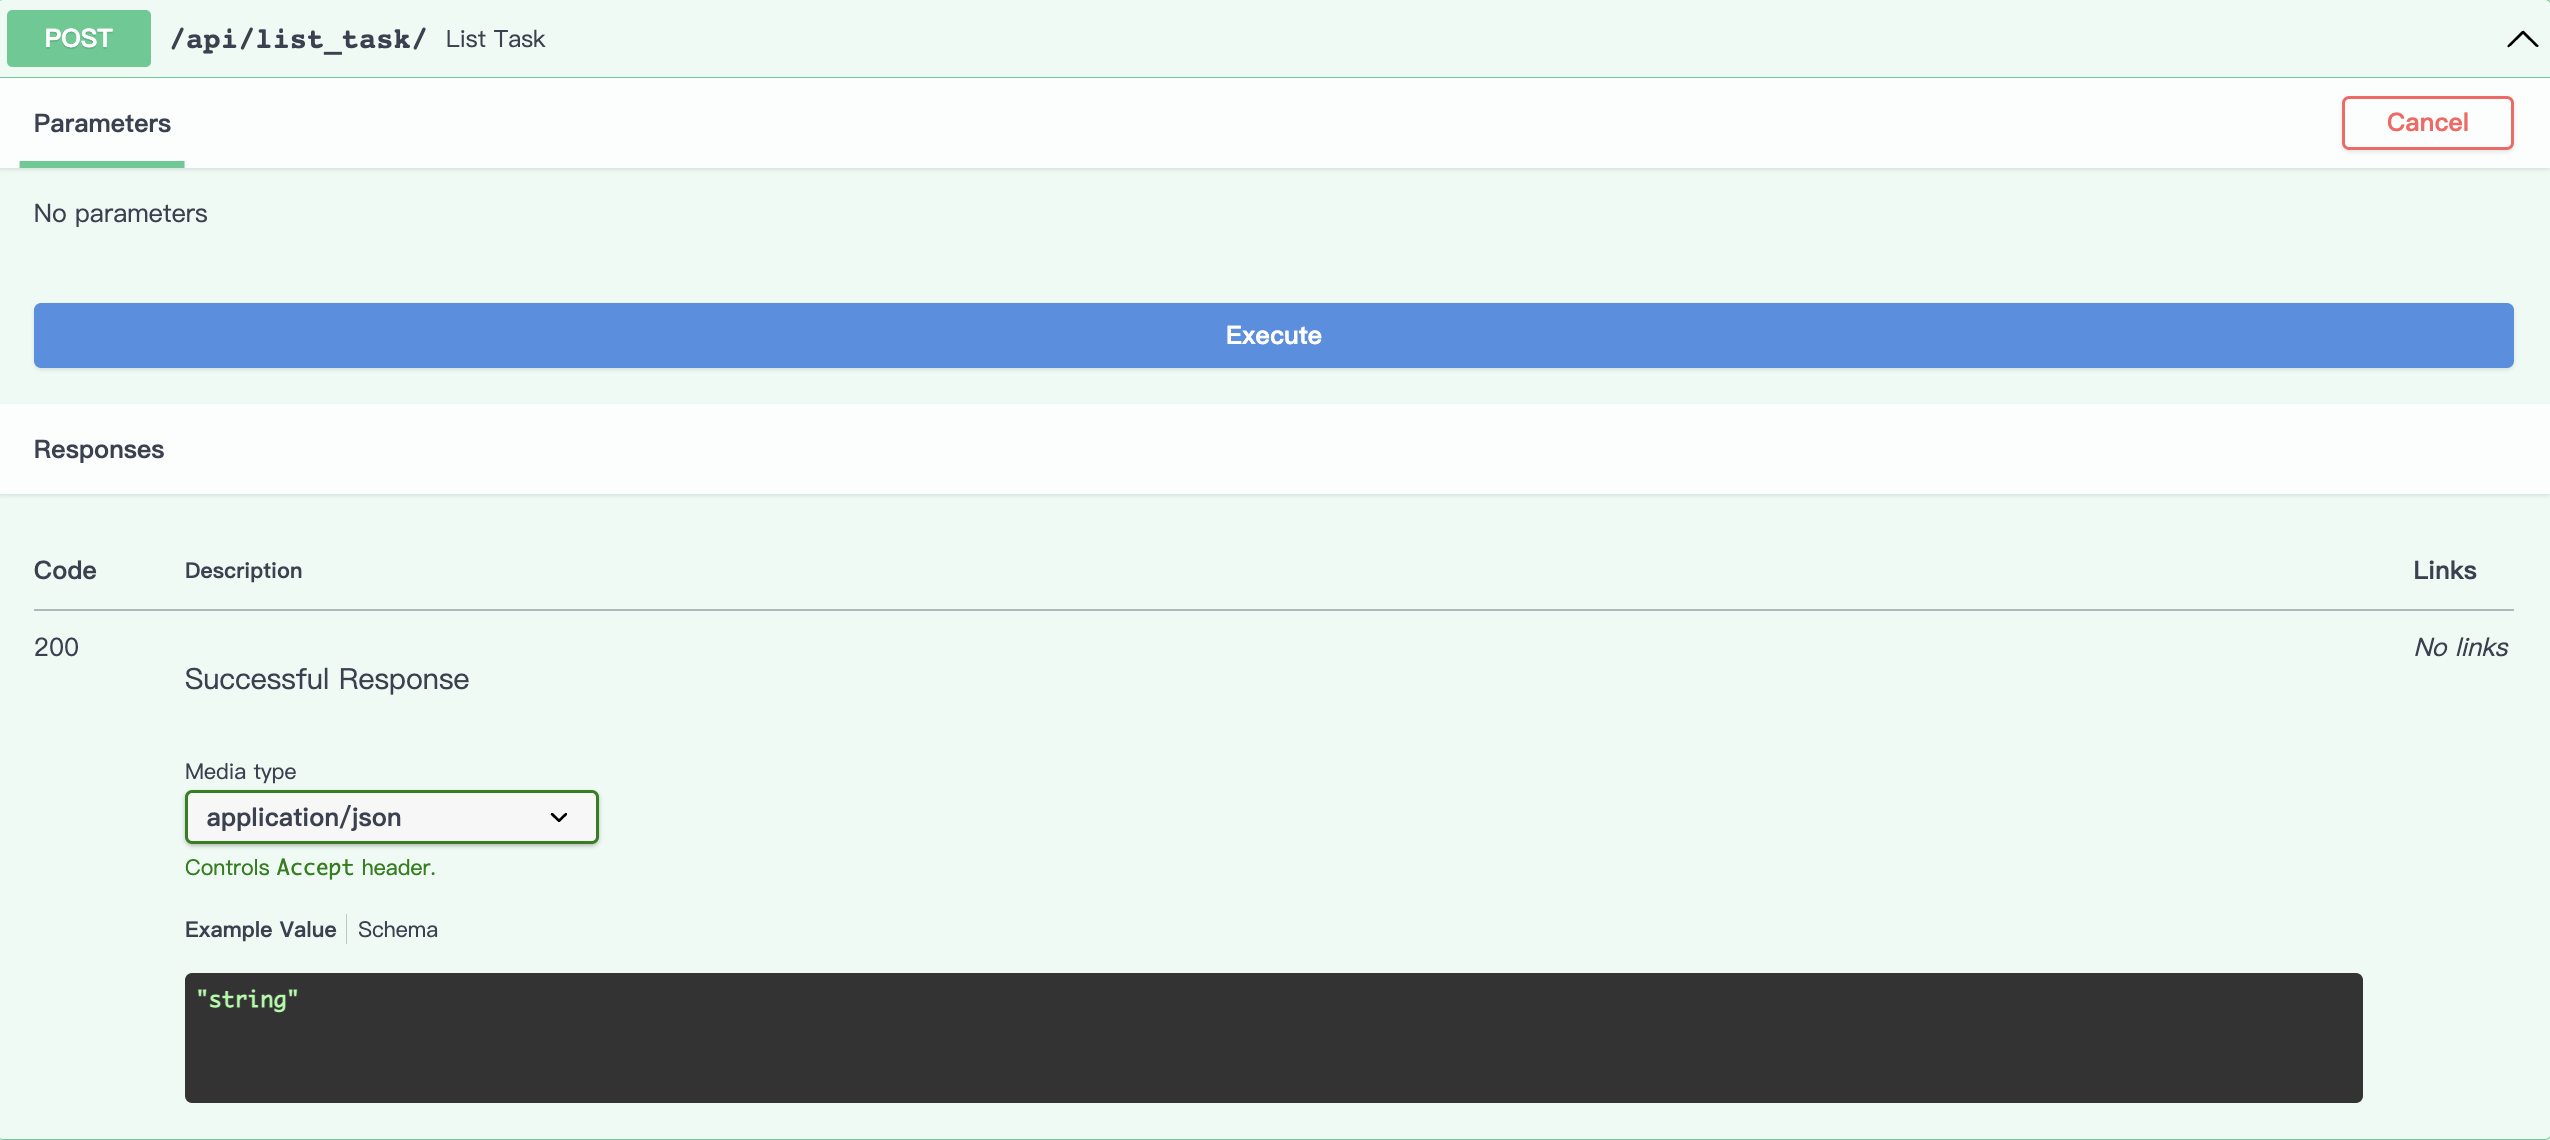 POST /api/list_task/ List Task
Parameters
Cancel
No parameters
Execute
Responses
Code Description Links
200 No links
Successful Response
Media type
application/json
Controls Accept header.
Example Value Schema
"string"